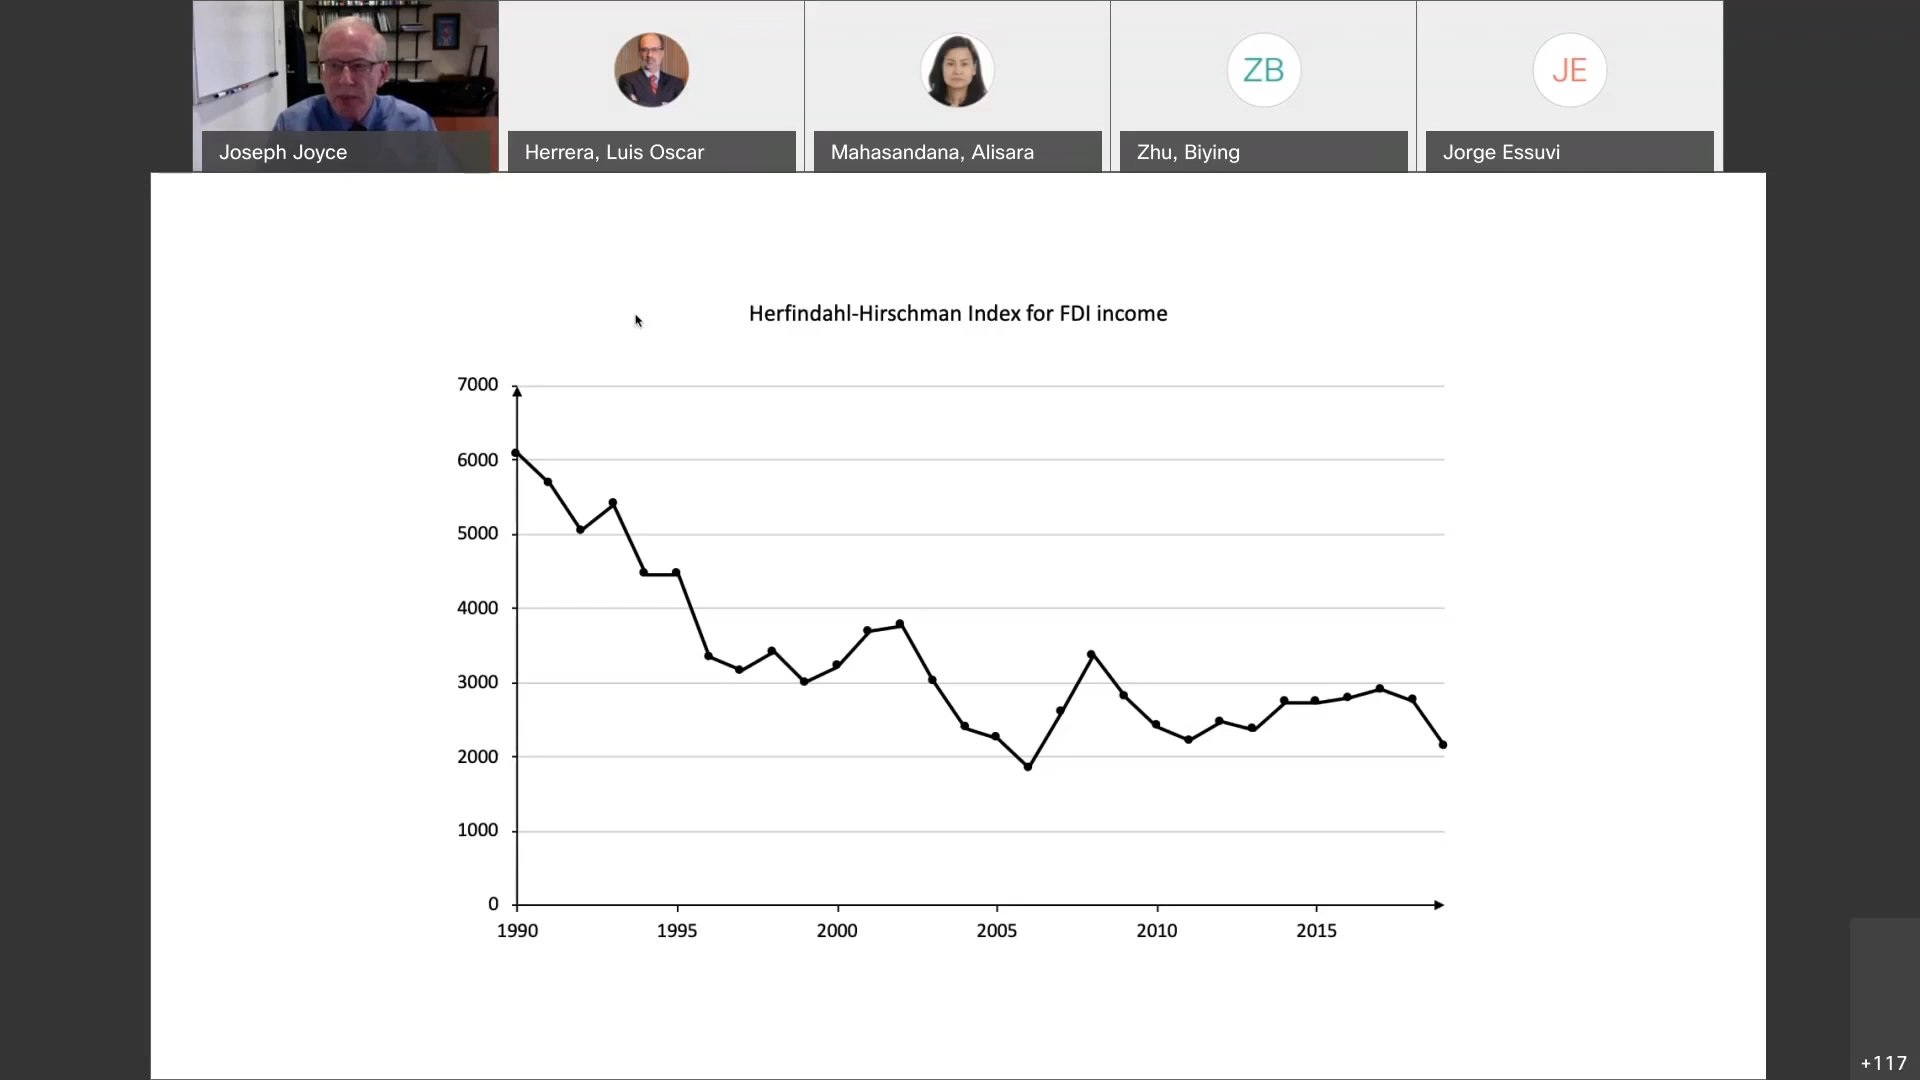 ZB
JE
Joseph Joyce
Herrera, Luis Oscar
Mahasandana, Alisara
Zhu, Biying
Jorge Essuvi
Herfindahl-Hirschman Index for FDI income
7000
6000
5000
4000
3000
2000
1000
0
1990 1995 2000 2005 2010 2015
+117